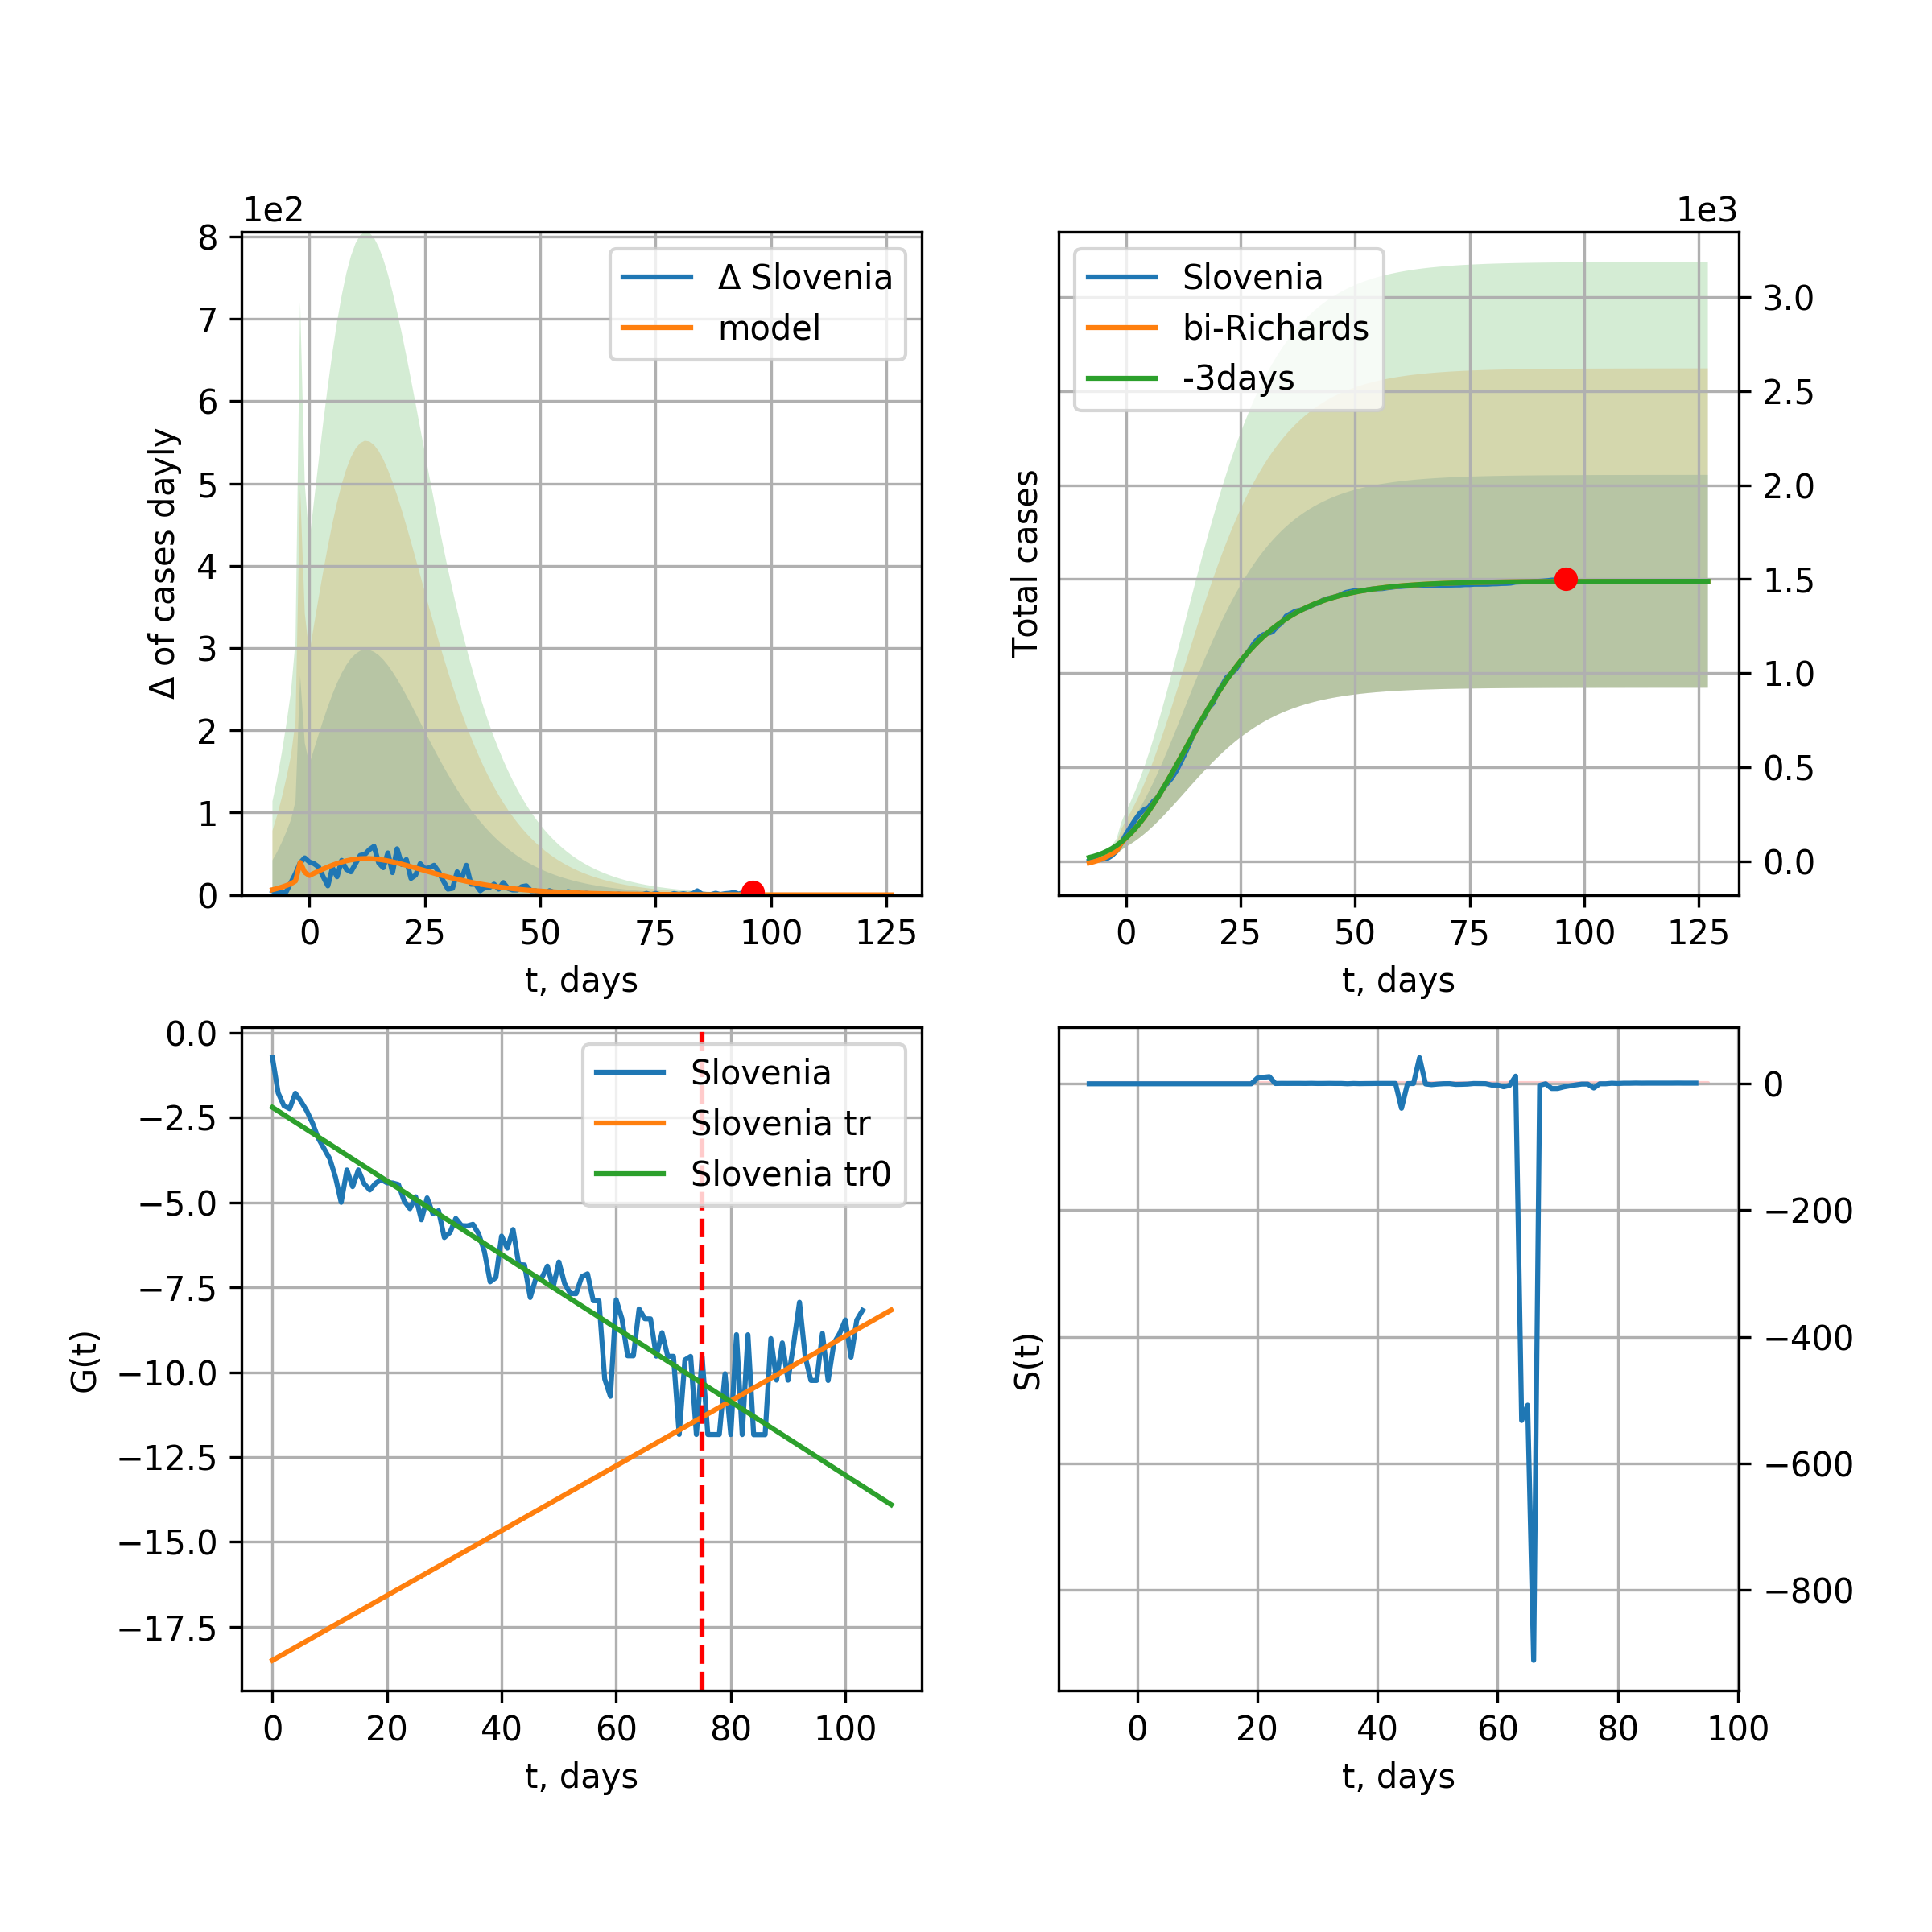 1e2
8
7
6
5
4
3
2
1
0
Δ of cases dayly
Δ Slovenia
model
0 25 50 75 100 125
t, days
1e3
Slovenia
bi-Richards
-3days
3.0
2.5
2.0
1.5
1.0
0.5
0.0
Total cases
0 25 50 75 100 125
t, days
0.0
−2.5
−5.0
−7.5
−10.0
−12.5
−15.0
−17.5
G(t)
Slovenia
Slovenia tr
Slovenia tr0
0 20 40 60 80 100
t, days
0
−200
−400
−600
−800
S(t)
0 20 40 60 80 100
t, days